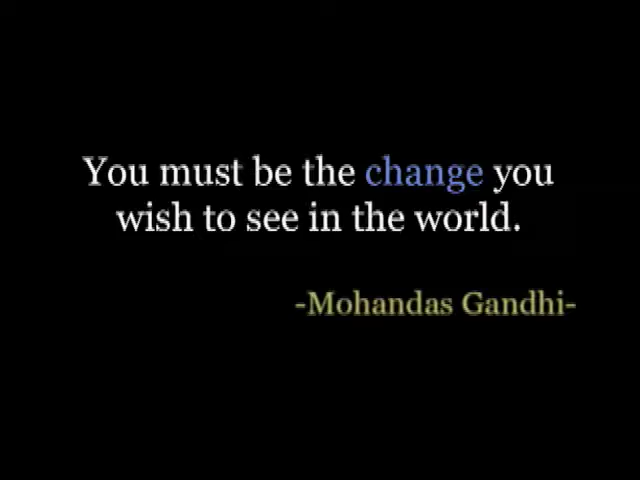 You must be the change you
wish to see in the world.
-Mohandas Gandhi-